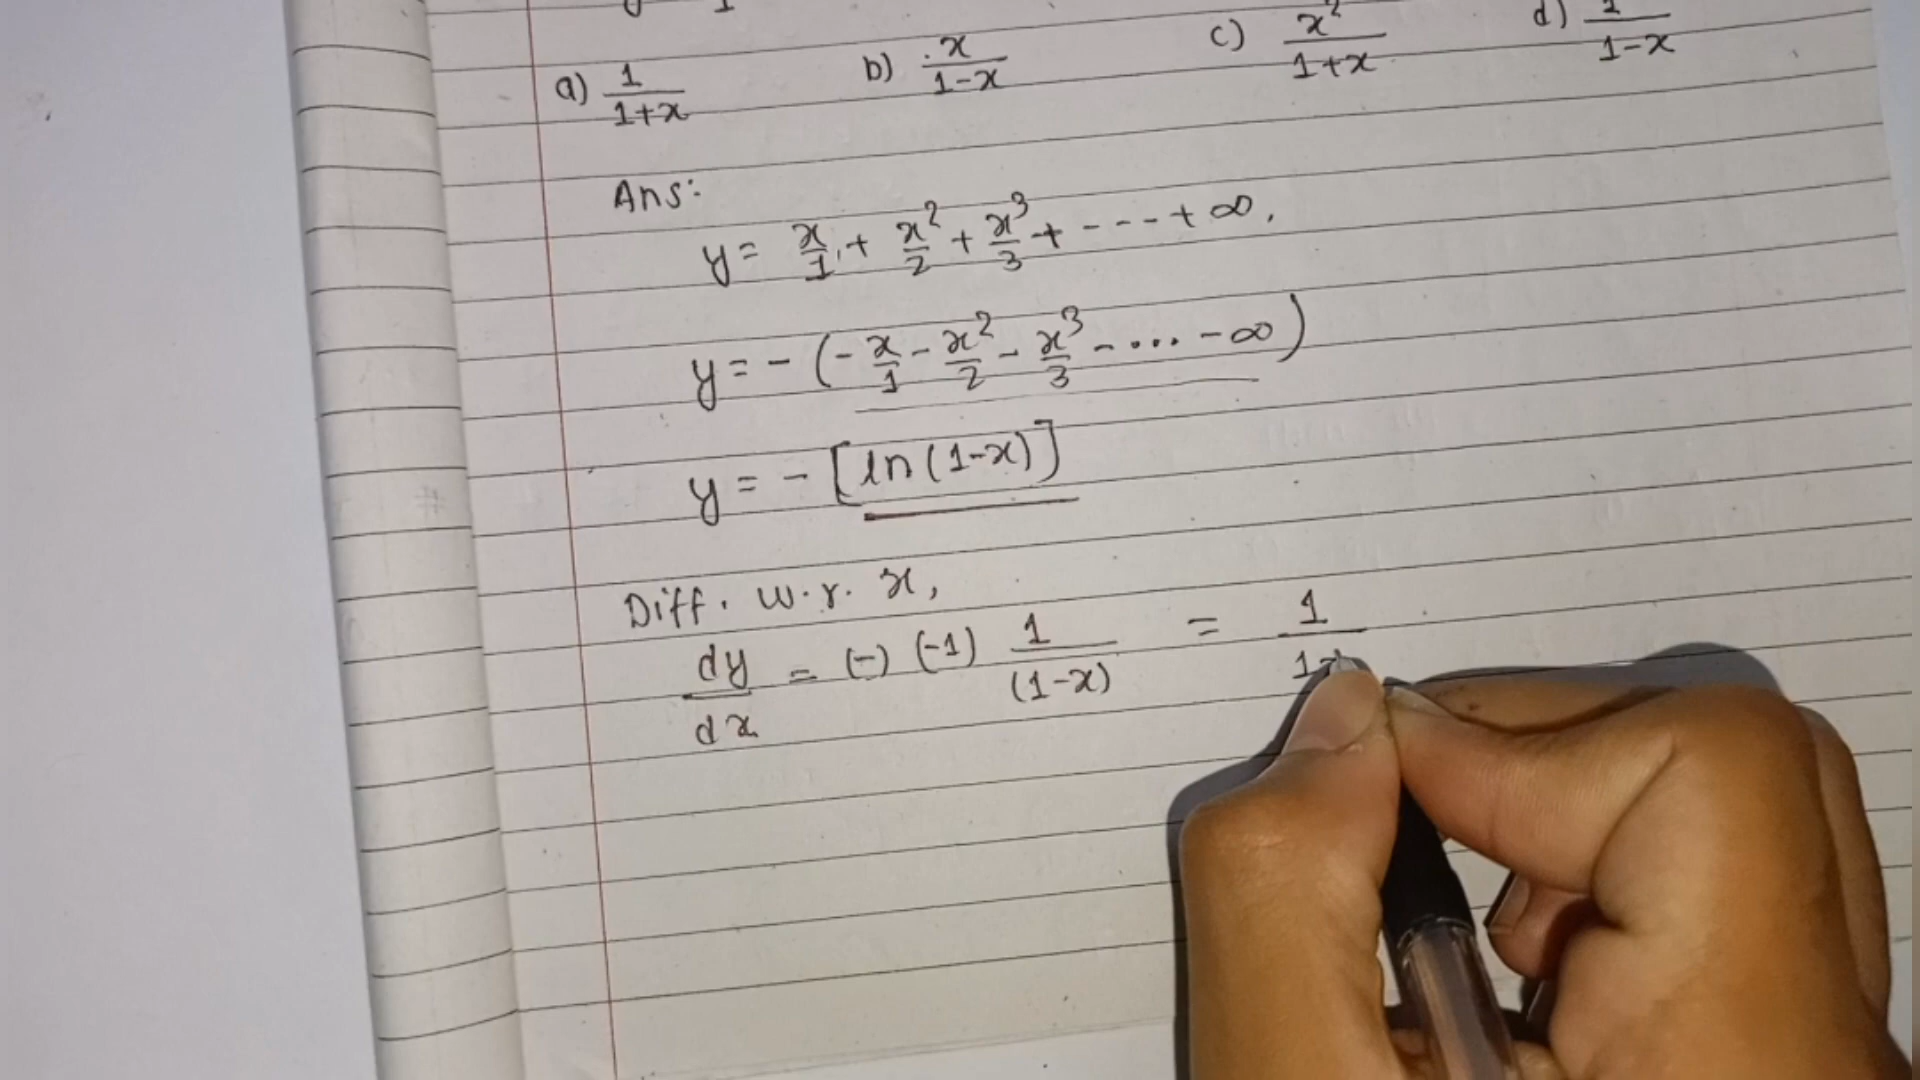 a) 1/(1+x) b) x/(1-x) c) x²/(1+x) d) 1/(1-x)
Ans:
y = x/1 + x²/2 + x³/3 + ---- + ∞,
y = - (-x/1 - x²/2 - x³/3 - .... - ∞)
y = - [ln(1-x)]
Diff. w.r. x,
dy/dx = (-) (-1) 1/(1-x) = 1/1-